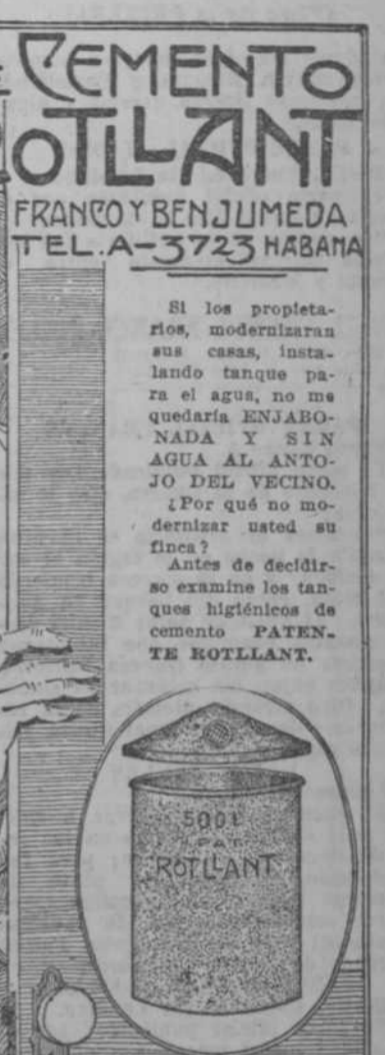 CEMENTO
ROTLLANT
FRANCO Y BENJUMEDA
TEL. A-3723 HABANA
Si los propieta-
rios, modernizaran
sus casas, insta-
lando tanque pa-
ra el agua, no me
quedaría ENJABO-
NADA Y SIN
AGUA AL ANTO-
JO DEL VECINO.
¿Por qué no mo-
dernizar usted su
finca?
Antes de decidir-
so examine los tan-
ques higiénicos de
cemento PATEN-
TE ROTLLANT.
500 L
PAT
ROTLLANT